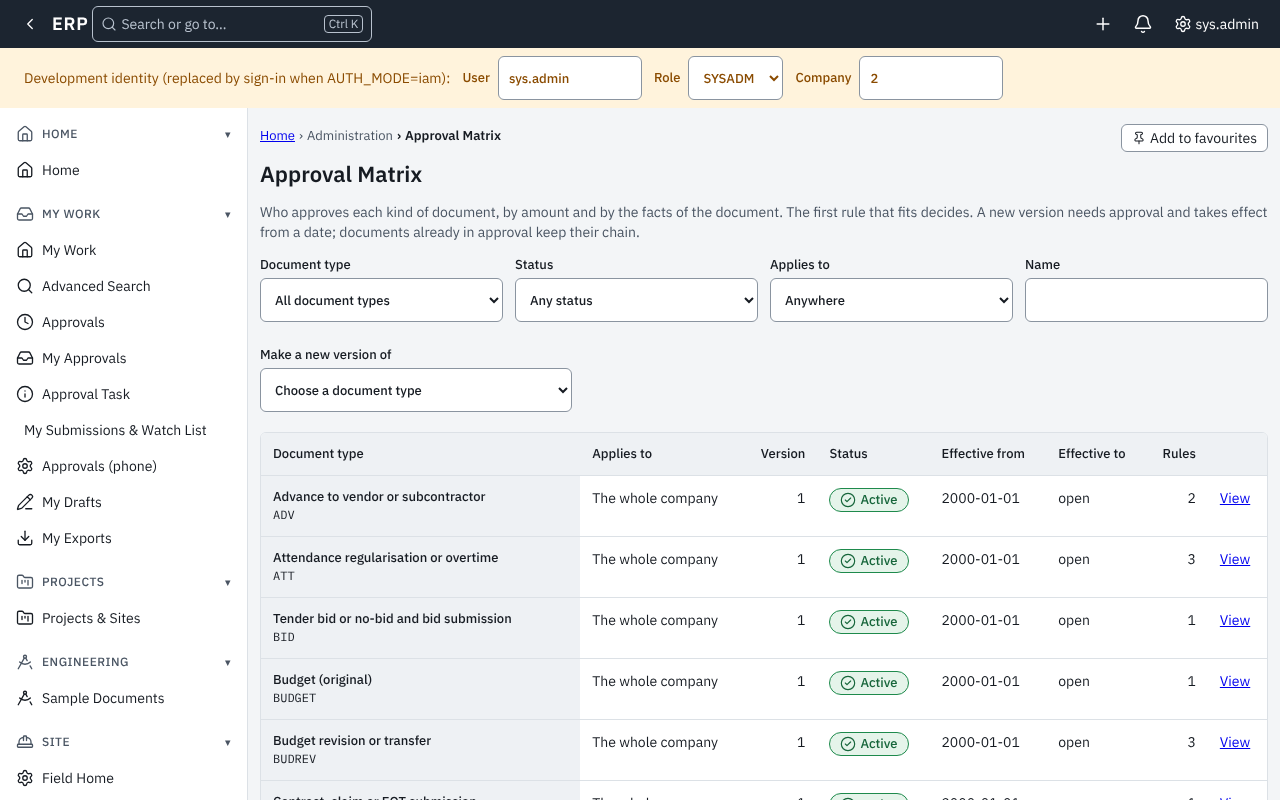 ERP
Search or go to…
Ctrl K
sys.admin
Development identity (replaced by sign-in when AUTH_MODE=iam):
User
sys.admin
Role
SYSADM
Company
2
HOME
Home
MY WORK
My Work
Advanced Search
Approvals
My Approvals
Approval Task
My Submissions & Watch List
Approvals (phone)
My Drafts
My Exports
PROJECTS
Projects & Sites
ENGINEERING
Sample Documents
SITE
Field Home
Home › Administration › Approval Matrix
Add to favourites
Approval Matrix
Who approves each kind of document, by amount and by the facts of the document. The first rule that fits decides. A new version needs approval and takes effect
from a date; documents already in approval keep their chain.
Document type
All document types
Status
Any status
Applies to
Anywhere
Name
Make a new version of
Choose a document type
Document type Applies to Version Status Effective from Effective to Rules
Advance to vendor or subcontractor The whole company 1 Active 2000-01-01 open 2 View
ADV
Attendance regularisation or overtime The whole company 1 Active 2000-01-01 open 3 View
ATT
Tender bid or no-bid and bid submission The whole company 1 Active 2000-01-01 open 1 View
BID
Budget (original) The whole company 1 Active 2000-01-01 open 1 View
BUDGET
Budget revision or transfer The whole company 1 Active 2000-01-01 open 3 View
BUDREV